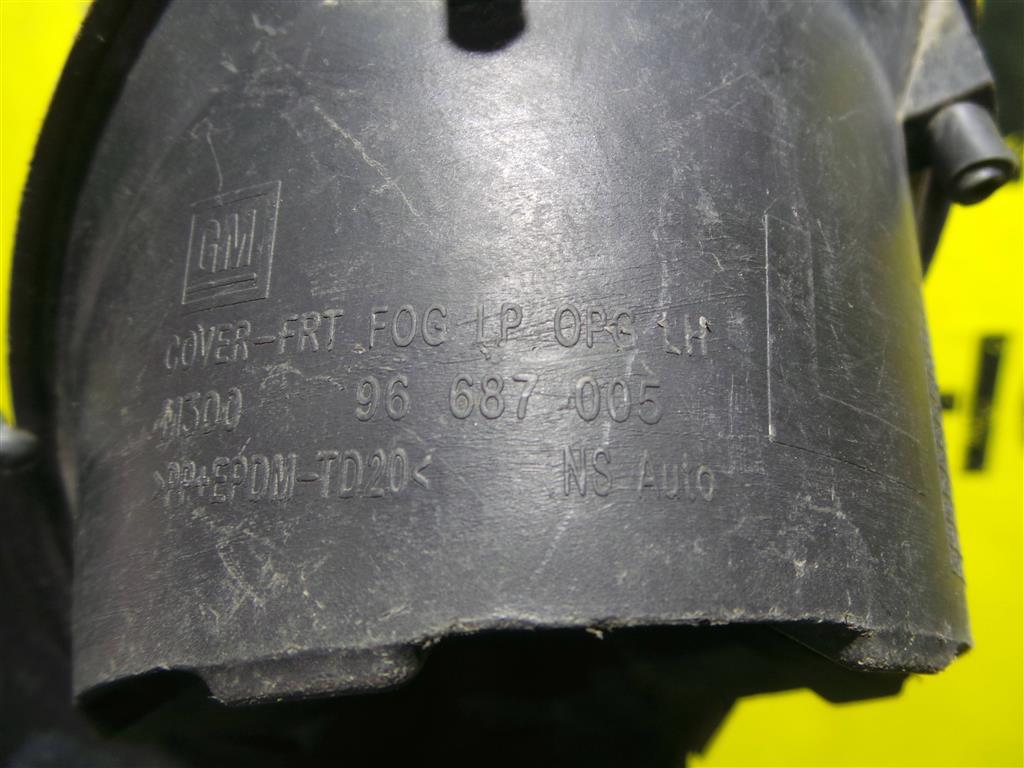 GM
COVER-FRT FOG LP OPG LH
M300 96 687 005
>PP+EPDM-TD20< NS Auto